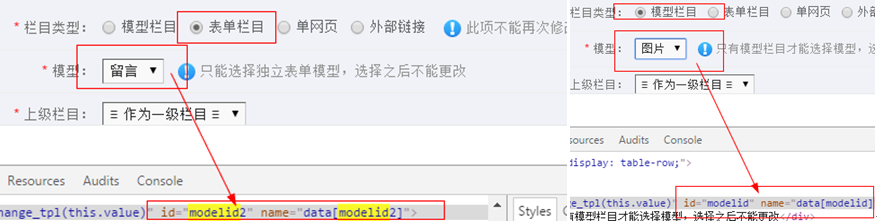 * 栏目类型： 模型栏目 表单栏目 单网页 外部链接 此项不能再次修改
* 模型： 留言 ▼ 只能选择独立表单模型，选择之后不能更改
* 上级栏目： ≡ 作为一级栏目 ≡ ▼
Resources Audits Console
hange_tpl(this.value)" id="modelid2" name="data[modelid2]">
Styles
* 栏目类型： 模型栏目 表单栏目 单网页 外
* 模型： 图片 ▼ 只有模型栏目才能选择模型，选
* 上级栏目： ≡ 作为一级栏目 ≡ ▼
ources Audits Console
display: table-row;">
ge_tpl(this.value)" id="modelid" name="data[modelid]
有模型栏目才能选择模型，选择之后不能更改</div>